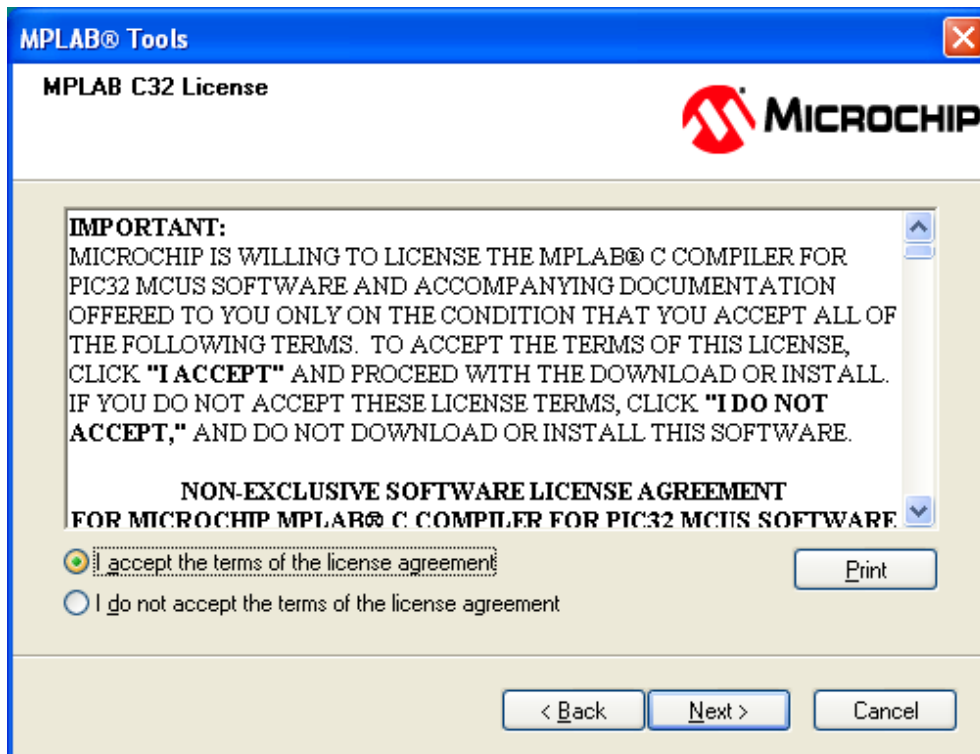 MPLAB® Tools
MPLAB C32 License
MICROCHIP
IMPORTANT:
MICROCHIP IS WILLING TO LICENSE THE MPLAB® C COMPILER FOR
PIC32 MCUS SOFTWARE AND ACCOMPANYING DOCUMENTATION
OFFERED TO YOU ONLY ON THE CONDITION THAT YOU ACCEPT ALL OF
THE FOLLOWING TERMS.  TO ACCEPT THE TERMS OF THIS LICENSE,
CLICK "I ACCEPT" AND PROCEED WITH THE DOWNLOAD OR INSTALL.
IF YOU DO NOT ACCEPT THESE LICENSE TERMS, CLICK "I DO NOT
ACCEPT," AND DO NOT DOWNLOAD OR INSTALL THIS SOFTWARE.
NON-EXCLUSIVE SOFTWARE LICENSE AGREEMENT
FOR MICROCHIP MPLAB® C COMPILER FOR PIC32 MCUS SOFTWARE
I accept the terms of the license agreement
Print
I do not accept the terms of the license agreement
< Back
Next >
Cancel